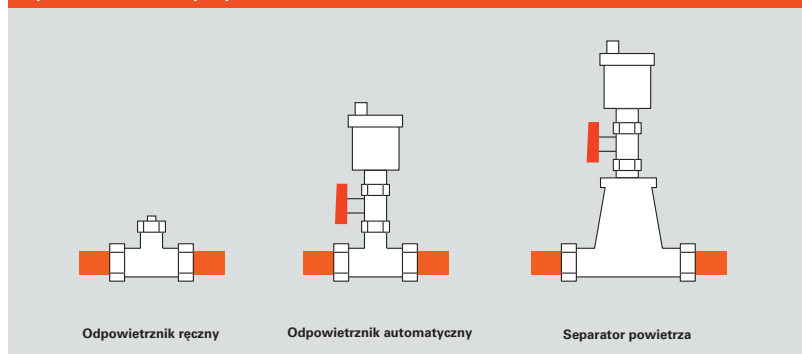 Odpowietrznik ręczny
Odpowietrznik automatyczny
Separator powietrza